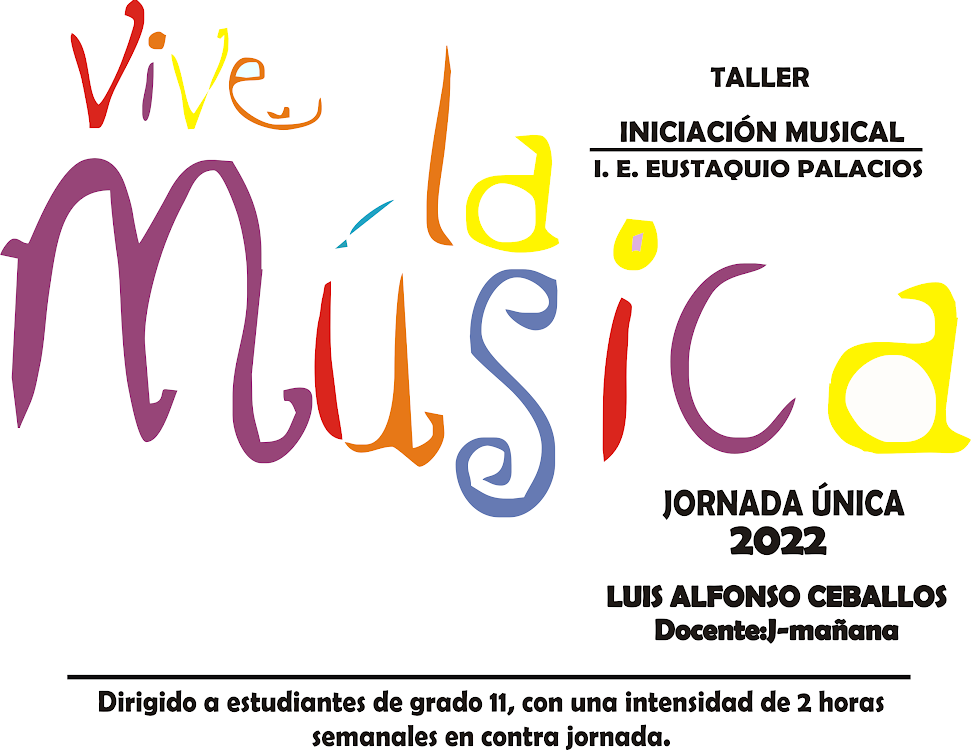 Vive
la
Música
TALLER
INICIACIÓN MUSICAL
I. E. EUSTAQUIO PALACIOS
JORNADA ÚNICA
2022
LUIS ALFONSO CEBALLOS
Docente:J-mañana
Dirigido a estudiantes de grado 11, con una intensidad de 2 horas
semanales en contra jornada.